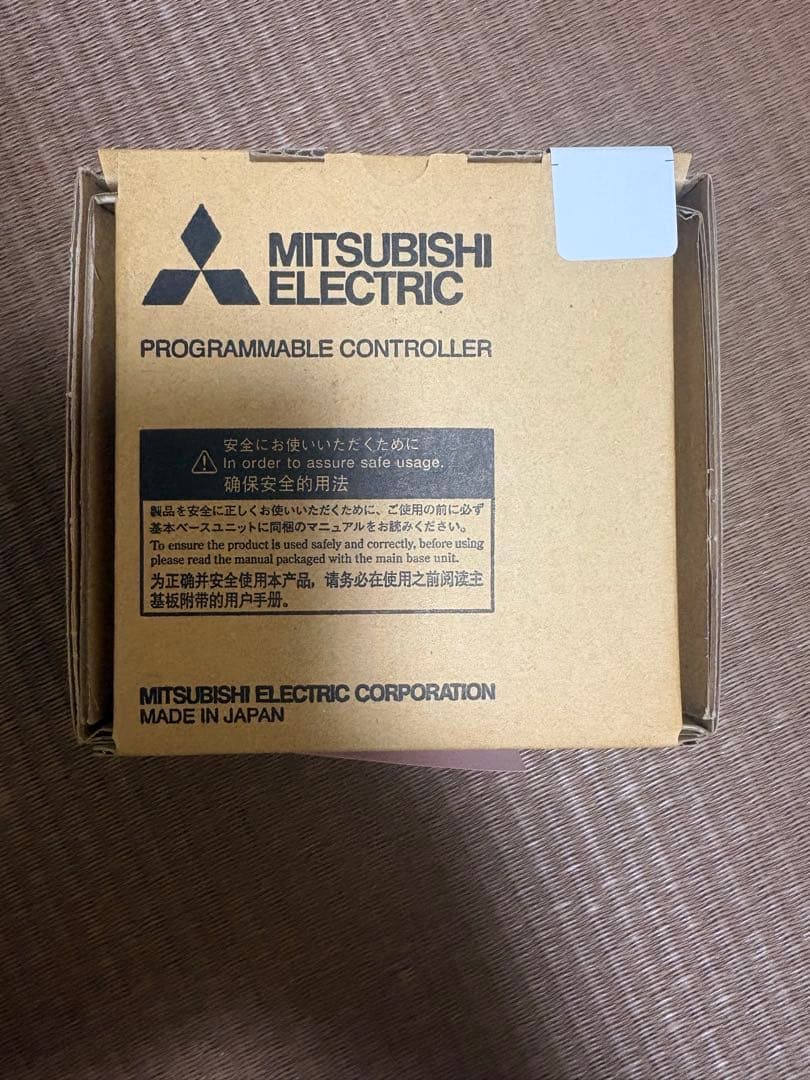 MITSUBISHI
ELECTRIC
PROGRAMMABLE CONTROLLER
安全にお使いいただくために
In order to assure safe usage.
确保安全的用法
製品を安全に正しくお使いいただくために、ご使用の前に必ず
基本ベースユニットに同梱のマニュアルをお読みください。
To ensure the product is used safely and correctly, before using
please read the manual packaged with the main base unit.
为正确并安全使用本产品，请务必在使用之前阅读主
基板附带的用户手册。
MITSUBISHI ELECTRIC CORPORATION
MADE IN JAPAN